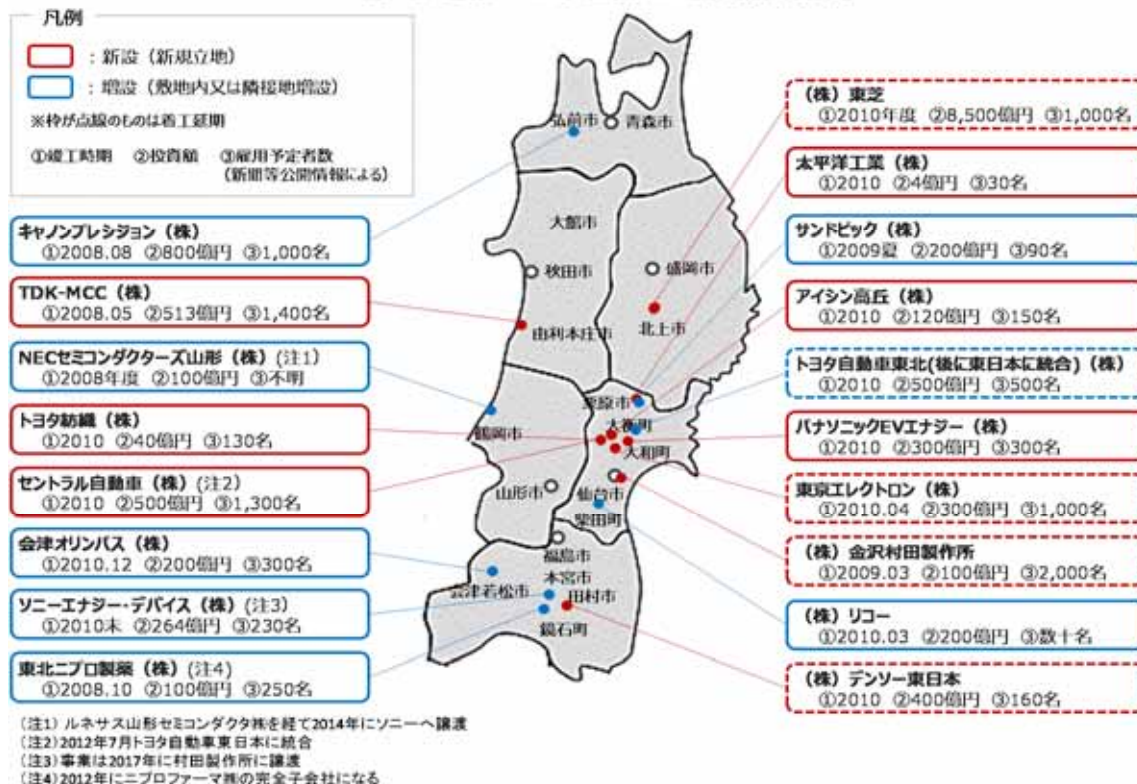 凡例
：新設（新規立地）
：増設（敷地内又は隣接地増設）
※枠が点線のものは着工延期
①竣工時期 ②投資額 ③雇用予定者数
（新聞等公開情報による）
キャノンプレシジョン（株）
①2008.08 ②800億円 ③1,000名
TDK-MCC（株）
①2008.05 ②513億円 ③1,400名
NECセミコンダクターズ山形（株）(注1)
①2008年度 ②100億円 ③不明
トヨタ紡織（株）
①2010 ②40億円 ③130名
セントラル自動車（株）(注2)
①2010 ②500億円 ③1,300名
会津オリンパス（株）
①2010.12 ②200億円 ③300名
ソニーエナジー・デバイス（株）(注3)
①2010末 ②264億円 ③230名
東北ニプロ製薬（株）(注4)
①2008.10 ②100億円 ③250名
弘前市
青森市
大館市
秋田市
盛岡市
由利本庄市
北上市
栗原市
大衡町
鶴岡市
大和町
山形市
仙台市
柴田町
福島市
本宮市
会津若松市
田村市
鏡石町
（株）東芝
①2010年度 ②8,500億円 ③1,000名
太平洋工業（株）
①2010 ②4億円 ③30名
サンドビック（株）
①2009夏 ②200億円 ③90名
アイシン高丘（株）
①2010 ②120億円 ③150名
トヨタ自動車東北(後に東日本に統合)（株）
①2010 ②500億円 ③500名
パナソニックEVエナジー（株）
①2010 ②300億円 ③300名
東京エレクトロン（株）
①2010.04 ②300億円 ③1,000名
（株）金沢村田製作所
①2009.03 ②100億円 ③2,000名
（株）リコー
①2010.03 ②200億円 ③数十名
（株）デンソー東日本
①2010 ②400億円 ③160名
（注1）ルネサス山形セミコンダクタ㈱を経て2014年にソニーへ譲渡
（注2）2012年7月トヨタ自動車東日本に統合
（注3）事業は2017年に村田製作所に譲渡
（注4）2012年にニプロファーマ㈱の完全子会社になる